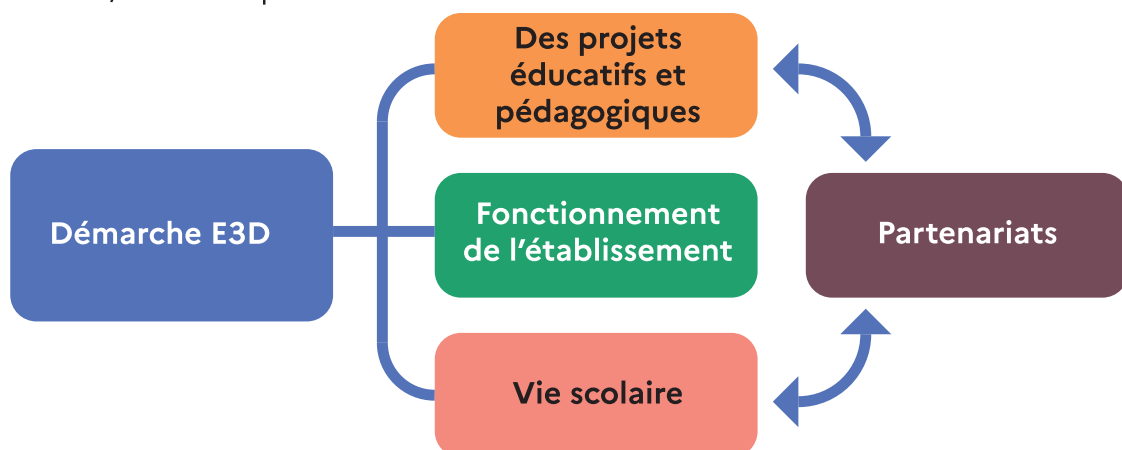 Des projets
éducatifs et
pédagogiques
Démarche E3D
Fonctionnement
de l'établissement
Partenariats
Vie scolaire